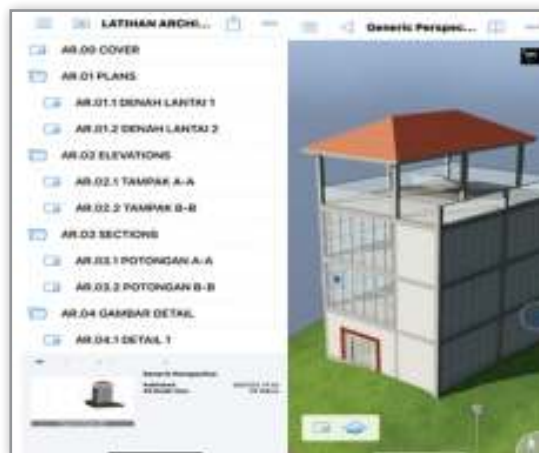 LATIHAN ARCHI...
AR.00 COVER
AR.01 PLANS
AR.01.1 DENAH LANTAI 1
AR.01.2 DENAH LANTAI 2
AR.02 ELEVATIONS
AR.02.1 TAMPAK A-A
AR.02.2 TAMPAK B-B
AR.03 SECTIONS
AR.03.1 POTONGAN A-A
AR.03.2 POTONGAN B-B
AR.04 GAMBAR DETAIL
AR.04.1 DETAIL 1
Generic Perspective
Generic Perspec...